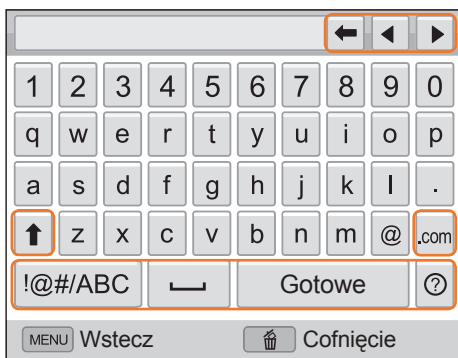 1 2 3 4 5 6 7 8 9 0
q w e r t y u i o p
a s d f g h j k l .
z x c v b n m @ .com
!@#/ABC Gotowe ?
MENU Wstecz Cofnięcie